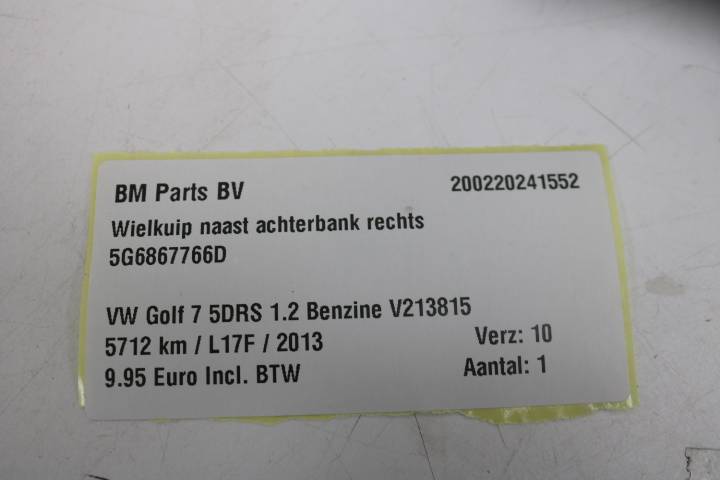 BM Parts BV 200220241552
Wielkuip naast achterbank rechts
5G6867766D
VW Golf 7 5DRS 1.2 Benzine V213815
5712 km / L17F / 2013 Verz: 10
9.95 Euro Incl. BTW Aantal: 1